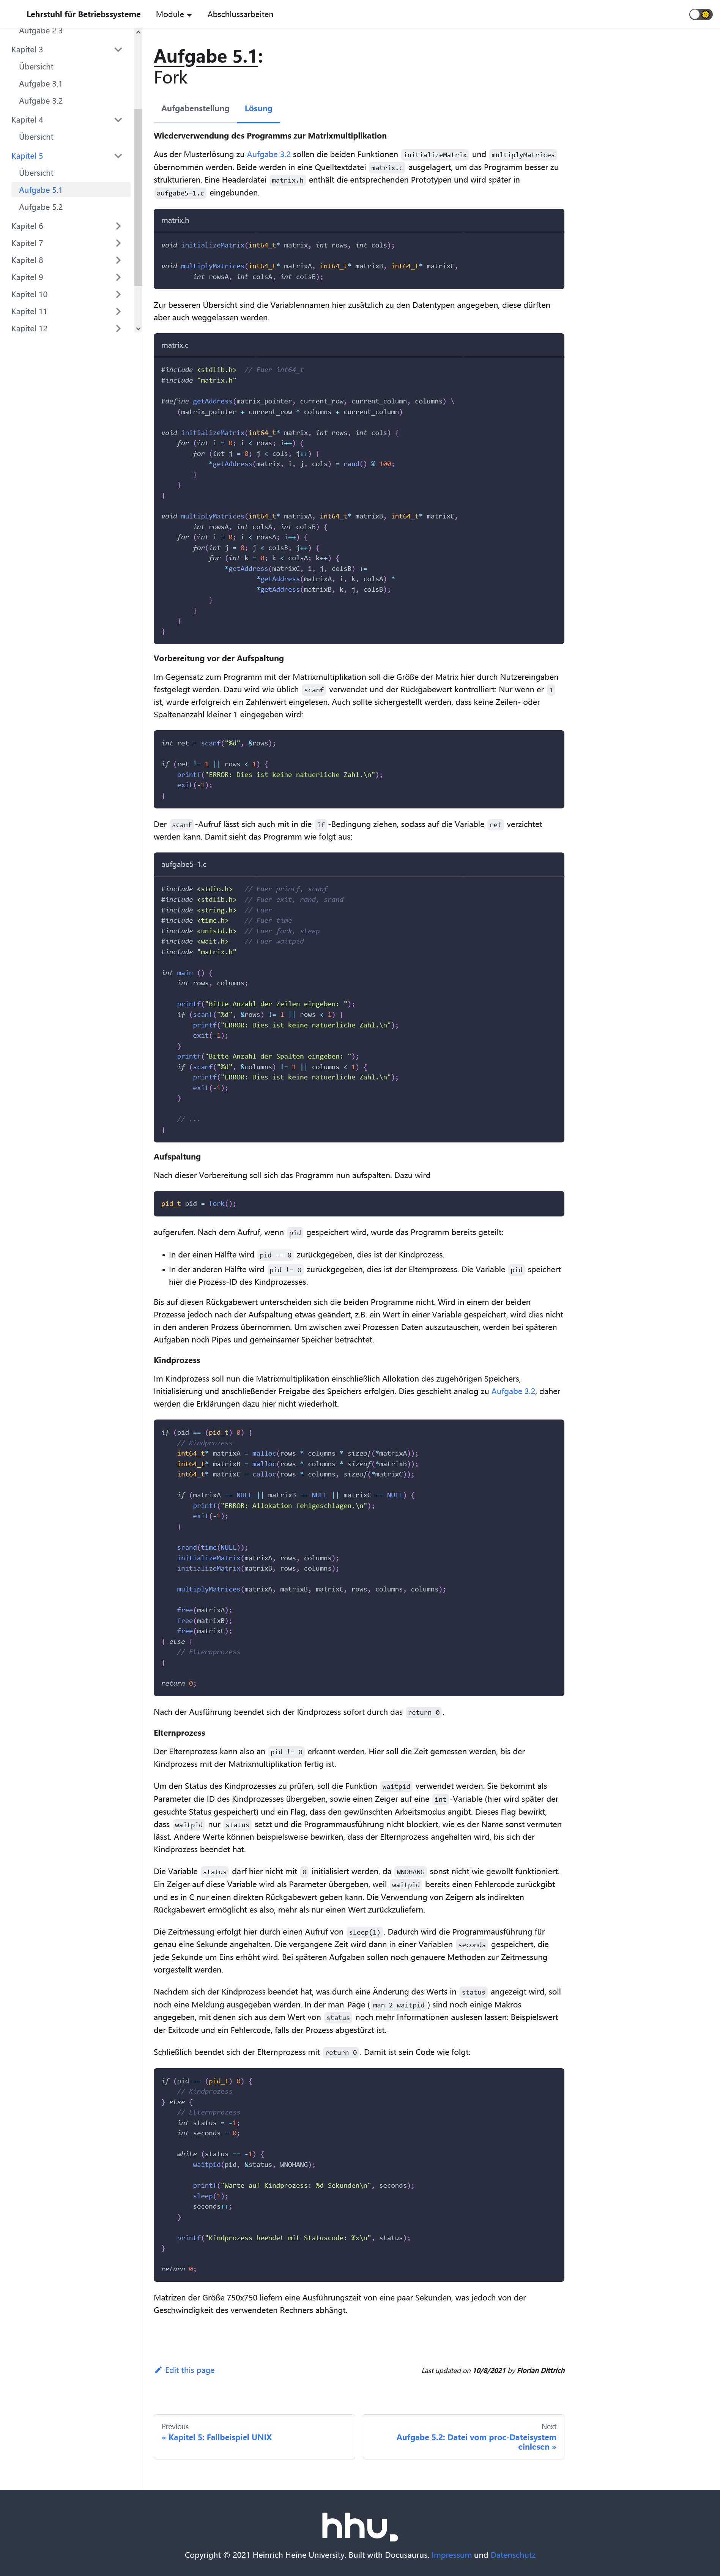 Lehrstuhl für Betriebssysteme
Module
Abschlussarbeiten
Aufgabe 2.3
Kapitel 3
Übersicht
Aufgabe 3.1
Aufgabe 3.2
Kapitel 4
Übersicht
Kapitel 5
Übersicht
Aufgabe 5.1
Aufgabe 5.2
Kapitel 6
Kapitel 7
Kapitel 8
Kapitel 9
Kapitel 10
Kapitel 11
Kapitel 12
Aufgabe 5.1:
Fork
Aufgabenstellung
Lösung
Wiederverwendung des Programms zur Matrixmultiplikation
Aus der Musterlösung zu Aufgabe 3.2 sollen die beiden Funktionen initializeMatrix und multiplyMatrices
übernommen werden. Beide werden in eine Quelltextdatei matrix.c ausgelagert, um das Programm besser zu
strukturieren. Eine Headerdatei matrix.h enthält die entsprechenden Prototypen und wird später in
aufgabe5-1.c eingebunden.
matrix.h
void initializeMatrix(int64_t* matrix, int rows, int cols);
void multiplyMatrices(int64_t* matrixA, int64_t* matrixB, int64_t* matrixC,
int rowsA, int colsA, int colsB);
Zur besseren Übersicht sind die Variablennamen hier zusätzlich zu den Datentypen angegeben, diese dürften
aber auch weggelassen werden.
matrix.c
#include <stdlib.h> // Fuer int64_t
#include "matrix.h"
#define getAddress(matrix_pointer, current_row, current_column, columns) \
(matrix_pointer + current_row * columns + current_column)
void initializeMatrix(int64_t* matrix, int rows, int cols) {
for (int i = 0; i < rows; i++) {
for (int j = 0; j < cols; j++) {
*getAddress(matrix, i, j, cols) = rand() % 100;
}
}
}
void multiplyMatrices(int64_t* matrixA, int64_t* matrixB, int64_t* matrixC,
int rowsA, int colsA, int colsB) {
for (int i = 0; i < rowsA; i++) {
for(int j = 0; j < colsB; j++) {
for (int k = 0; k < colsA; k++) {
*getAddress(matrixC, i, j, colsB) +=
*getAddress(matrixA, i, k, colsA) *
*getAddress(matrixB, k, j, colsB);
}
}
}
}
Vorbereitung vor der Aufspaltung
Im Gegensatz zum Programm mit der Matrixmultiplikation soll die Größe der Matrix hier durch Nutzereingaben
festgelegt werden. Dazu wird wie üblich scanf verwendet und der Rückgabewert kontrolliert: Nur wenn er 1
ist, wurde erfolgreich ein Zahlenwert eingelesen. Auch sollte sichergestellt werden, dass keine Zeilen- oder
Spaltenanzahl kleiner 1 eingegeben wird:
int ret = scanf("%d", &rows);
if (ret != 1 || rows < 1) {
printf("ERROR: Dies ist keine natuerliche Zahl.\n");
exit(-1);
}
Der scanf -Aufruf lässt sich auch mit in die if -Bedingung ziehen, sodass auf die Variable ret verzichtet
werden kann. Damit sieht das Programm wie folgt aus:
aufgabe5-1.c
#include <stdio.h> // Fuer printf, scanf
#include <stdlib.h> // Fuer exit, rand, srand
#include <string.h> // Fuer
#include <time.h> // Fuer time
#include <unistd.h> // Fuer fork, sleep
#include <wait.h> // Fuer waitpid
#include "matrix.h"
int main () {
int rows, columns;
printf("Bitte Anzahl der Zeilen eingeben: ");
if (scanf("%d", &rows) != 1 || rows < 1) {
printf("ERROR: Dies ist keine natuerliche Zahl.\n");
exit(-1);
}
printf("Bitte Anzahl der Spalten eingeben: ");
if (scanf("%d", &columns) != 1 || columns < 1) {
printf("ERROR: Dies ist keine natuerliche Zahl.\n");
exit(-1);
}
// ...
}
Aufspaltung
Nach dieser Vorbereitung soll sich das Programm nun aufspalten. Dazu wird
pid_t pid = fork();
aufgerufen. Nach dem Aufruf, wenn pid gespeichert wird, wurde das Programm bereits geteilt:
• In der einen Hälfte wird pid == 0 zurückgegeben, dies ist der Kindprozess.
• In der anderen Hälfte wird pid != 0 zurückgegeben, dies ist der Elternprozess. Die Variable pid speichert
hier die Prozess-ID des Kindprozesses.
Bis auf diesen Rückgabewert unterscheiden sich die beiden Programme nicht. Wird in einem der beiden
Prozesse jedoch nach der Aufspaltung etwas geändert, z.B. ein Wert in einer Variable gespeichert, wird dies nicht
in den anderen Prozess übernommen. Um zwischen zwei Prozessen Daten auszutauschen, werden bei späteren
Aufgaben noch Pipes und gemeinsamer Speicher betrachtet.
Kindprozess
Im Kindprozess soll nun die Matrixmultiplikation einschließlich Allokation des zugehörigen Speichers,
Initialisierung und anschließender Freigabe des Speichers erfolgen. Dies geschieht analog zu Aufgabe 3.2, daher
werden die Erklärungen dazu hier nicht wiederholt.
if (pid == (pid_t) 0) {
// Kindprozess
int64_t* matrixA = malloc(rows * columns * sizeof(*matrixA));
int64_t* matrixB = malloc(rows * columns * sizeof(*matrixB));
int64_t* matrixC = calloc(rows * columns, sizeof(*matrixC));
if (matrixA == NULL || matrixB == NULL || matrixC == NULL) {
printf("ERROR: Allokation fehlgeschlagen.\n");
exit(-1);
}
srand(time(NULL));
initializeMatrix(matrixA, rows, columns);
initializeMatrix(matrixB, rows, columns);
multiplyMatrices(matrixA, matrixB, matrixC, rows, columns, columns);
free(matrixA);
free(matrixB);
free(matrixC);
} else {
// Elternprozess
}
return 0;
Nach der Ausführung beendet sich der Kindprozess sofort durch das return 0 .
Elternprozess
Der Elternprozess kann also an pid != 0 erkannt werden. Hier soll die Zeit gemessen werden, bis der
Kindprozess mit der Matrixmultiplikation fertig ist.
Um den Status des Kindprozesses zu prüfen, soll die Funktion waitpid verwendet werden. Sie bekommt als
Parameter die ID des Kindprozesses übergeben, sowie einen Zeiger auf eine int -Variable (hier wird später der
gesuchte Status gespeichert) und ein Flag, dass den gewünschten Arbeitsmodus angibt. Dieses Flag bewirkt,
dass waitpid nur status setzt und die Programmausführung nicht blockiert, wie es der Name sonst vermuten
lässt. Andere Werte können beispielsweise bewirken, dass der Elternprozess angehalten wird, bis sich der
Kindprozess beendet hat.
Die Variable status darf hier nicht mit 0 initialisiert werden, da WNOHANG sonst nicht wie gewollt funktioniert.
Ein Zeiger auf diese Variable wird als Parameter übergeben, weil waitpid bereits einen Fehlercode zurückgibt
und es in C nur einen direkten Rückgabewert geben kann. Die Verwendung von Zeigern als indirekten
Rückgabewert ermöglicht es also, mehr als nur einen Wert zurückzuliefern.
Die Zeitmessung erfolgt hier durch einen Aufruf von sleep(1) . Dadurch wird die Programmausführung für
genau eine Sekunde angehalten. Die vergangene Zeit wird dann in einer Variablen seconds gespeichert, die
jede Sekunde um Eins erhöht wird. Bei späteren Aufgaben sollen noch genauere Methoden zur Zeitmessung
vorgestellt werden.
Nachdem sich der Kindprozess beendet hat, was durch eine Änderung des Werts in status angezeigt wird, soll
noch eine Meldung ausgegeben werden. In der man-Page ( man 2 waitpid ) sind noch einige Makros
angegeben, mit denen sich aus dem Wert von status noch mehr Informationen auslesen lassen: Beispielswert
der Exitcode und ein Fehlercode, falls der Prozess abgestürzt ist.
Schließlich beendet sich der Elternprozess mit return 0 . Damit ist sein Code wie folgt:
if (pid == (pid_t) 0) {
// Kindprozess
} else {
// Elternprozess
int status = -1;
int seconds = 0;
while (status == -1) {
waitpid(pid, &status, WNOHANG);
printf("Warte auf Kindprozess: %d Sekunden\n", seconds);
sleep(1);
seconds++;
}
printf("Kindprozess beendet mit Statuscode: %x\n", status);
}
return 0;
Matrizen der Größe 750x750 liefern eine Ausführungszeit von eine paar Sekunden, was jedoch von der
Geschwindigkeit des verwendeten Rechners abhängt.
Edit this page
Last updated on 10/8/2021 by Florian Dittrich
Previous
« Kapitel 5: Fallbeispiel UNIX
Next
Aufgabe 5.2: Datei vom proc-Dateisystem
einlesen »
hhu.
Copyright © 2021 Heinrich Heine University. Built with Docusaurus. Impressum und Datenschutz